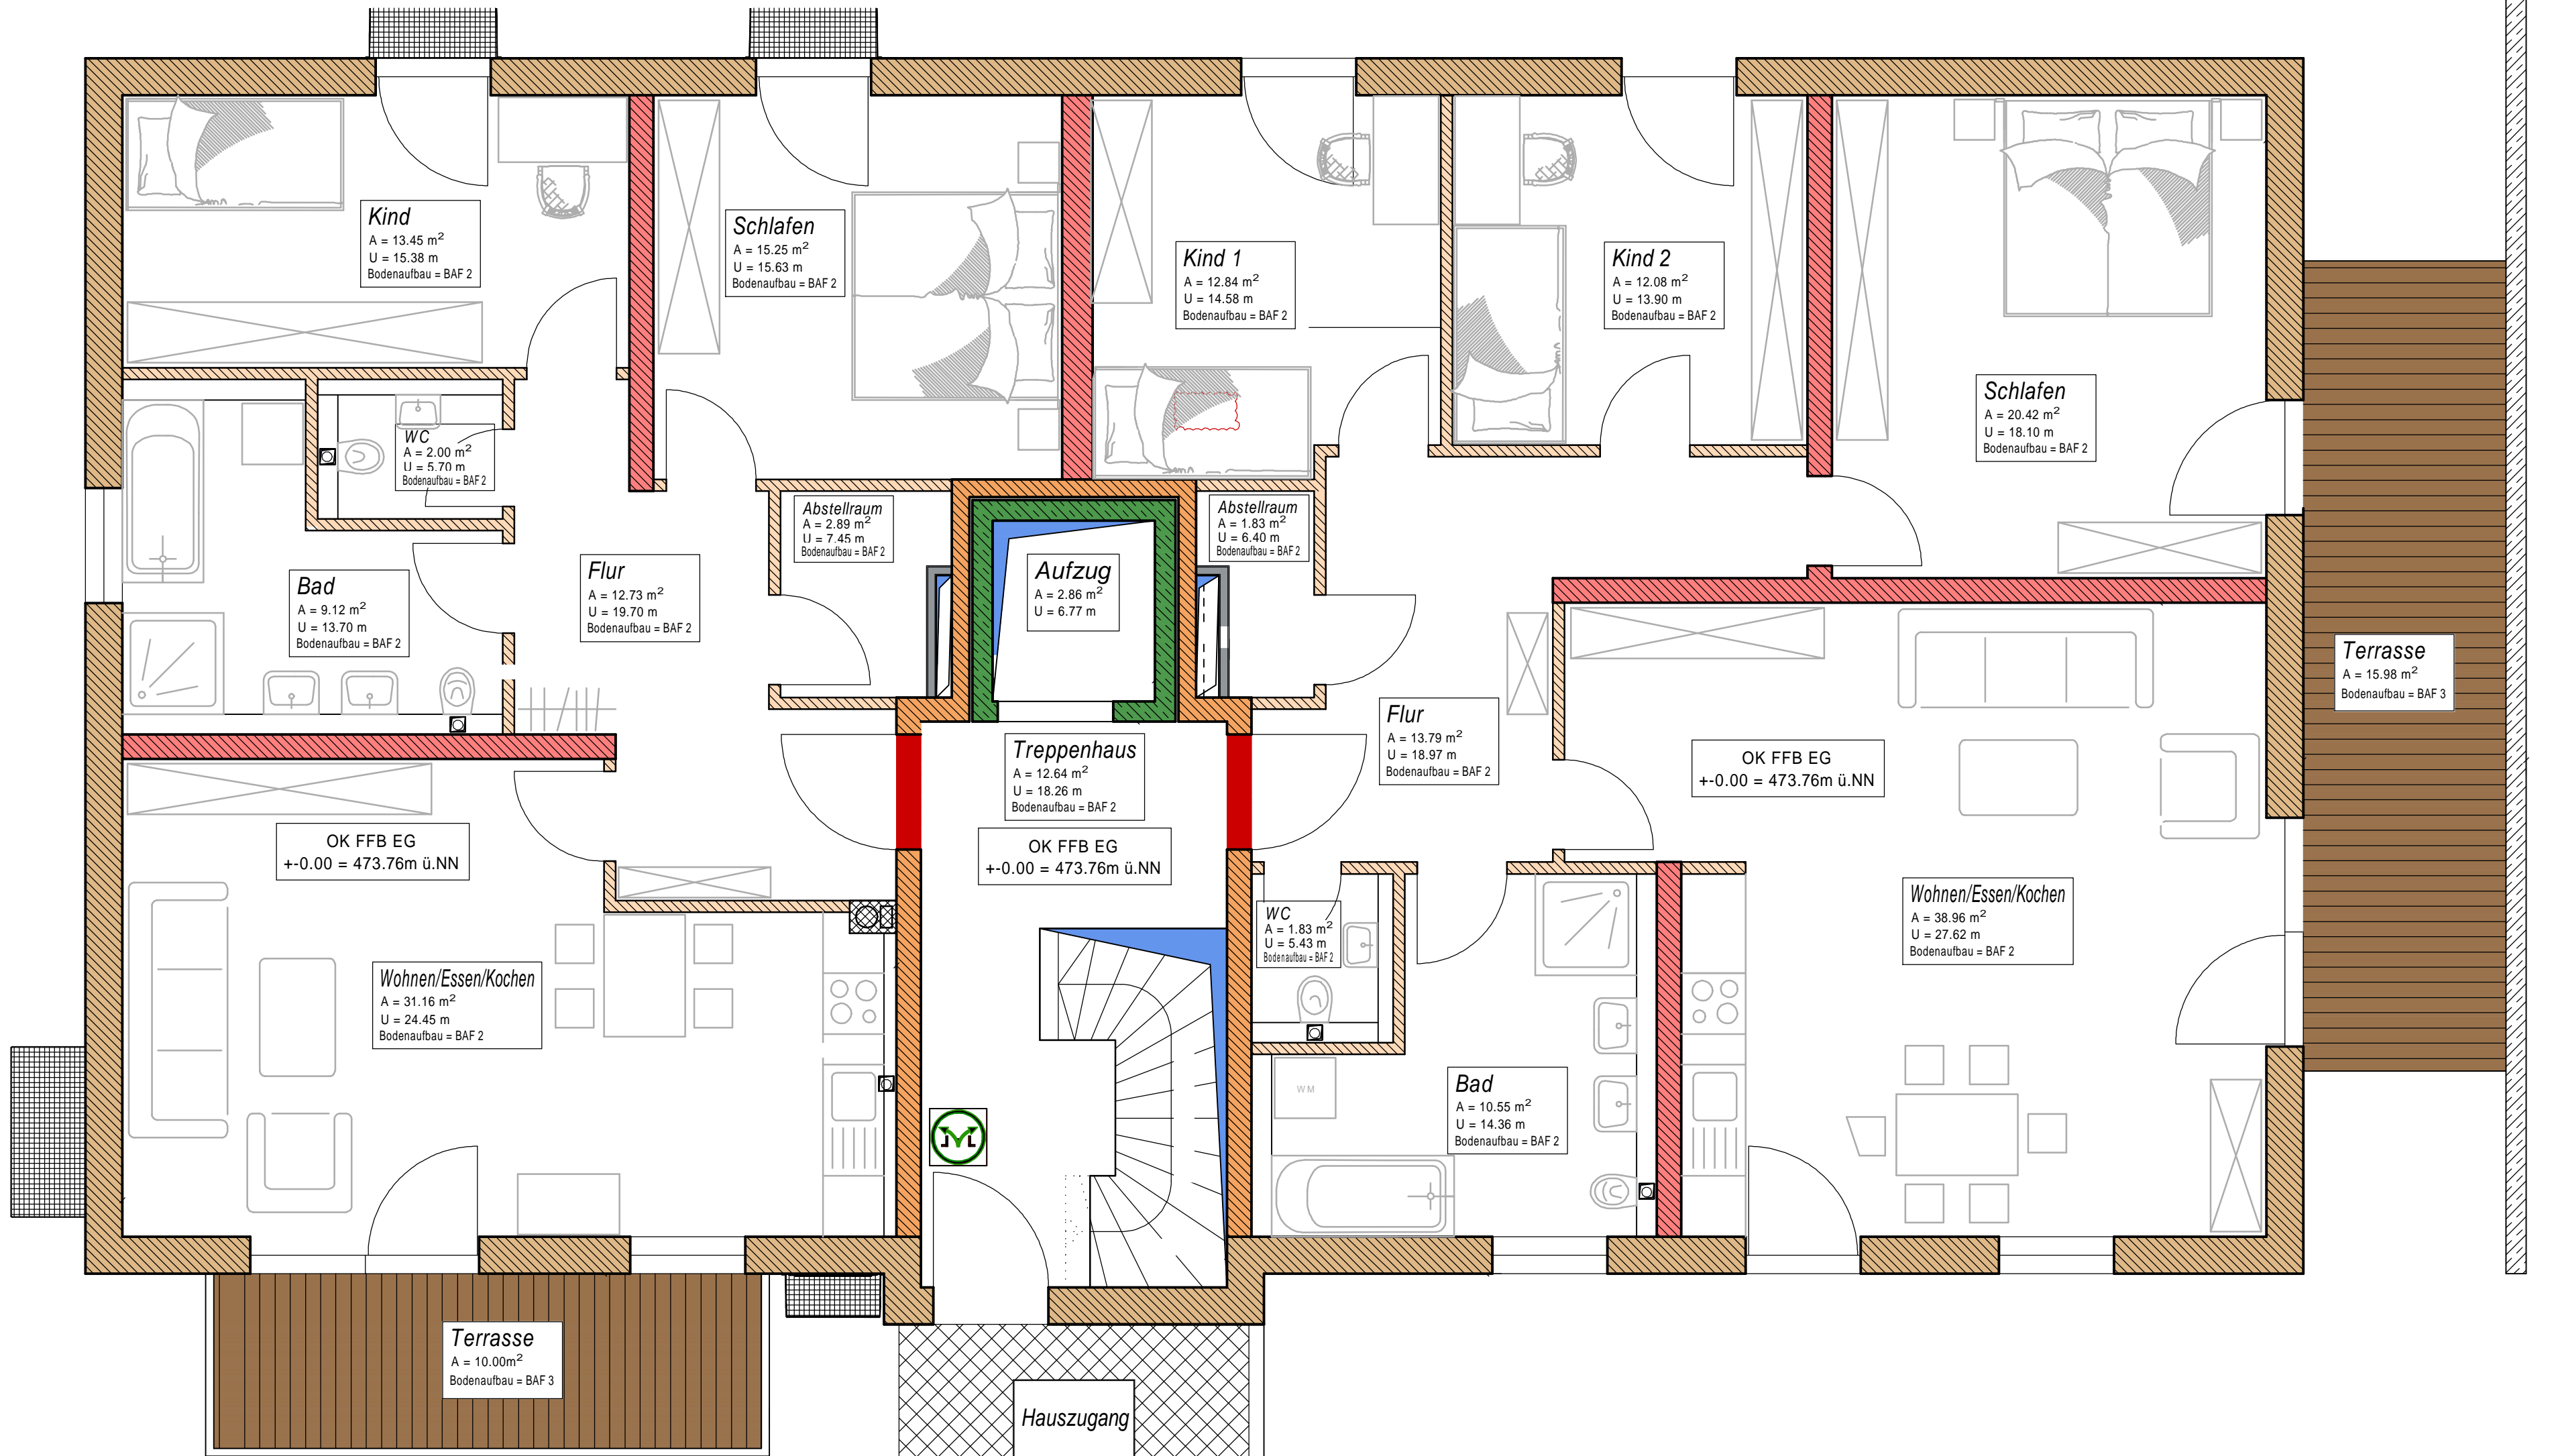 Kind
A = 13.45 m²
U = 15.38 m
Bodenaufbau = BAF 2
Schlafen
A = 15.25 m²
U = 15.63 m
Bodenaufbau = BAF 2
Kind 1
A = 12.84 m²
U = 14.58 m
Bodenaufbau = BAF 2
Kind 2
A = 12.08 m²
U = 13.90 m
Bodenaufbau = BAF 2
Schlafen
A = 20.42 m²
U = 18.10 m
Bodenaufbau = BAF 2
WC
A = 2.00 m²
U = 5.70 m
Bodenaufbau = BAF 2
Abstellraum
A = 2.89 m²
U = 7.45 m
Bodenaufbau = BAF 2
Abstellraum
A = 1.83 m²
U = 6.40 m
Bodenaufbau = BAF 2
Bad
A = 9.12 m²
U = 13.70 m
Bodenaufbau = BAF 2
Flur
A = 12.73 m²
U = 19.70 m
Bodenaufbau = BAF 2
Aufzug
A = 2.86 m²
U = 6.77 m
Terrasse
A = 15.98 m²
Bodenaufbau = BAF 3
Flur
A = 13.79 m²
U = 18.97 m
Bodenaufbau = BAF 2
Treppenhaus
A = 12.64 m²
U = 18.26 m
Bodenaufbau = BAF 2
OK FFB EG
+-0.00 = 473.76m ü.NN
OK FFB EG
+-0.00 = 473.76m ü.NN
OK FFB EG
+-0.00 = 473.76m ü.NN
Wohnen/Essen/Kochen
A = 38.96 m²
U = 27.62 m
Bodenaufbau = BAF 2
WC
A = 1.83 m²
U = 5.43 m
Bodenaufbau = BAF 2
Wohnen/Essen/Kochen
A = 31.16 m²
U = 24.45 m
Bodenaufbau = BAF 2
WM
Bad
A = 10.55 m²
U = 14.36 m
Bodenaufbau = BAF 2
Terrasse
A = 10.00m²
Bodenaufbau = BAF 3
Hauszugang